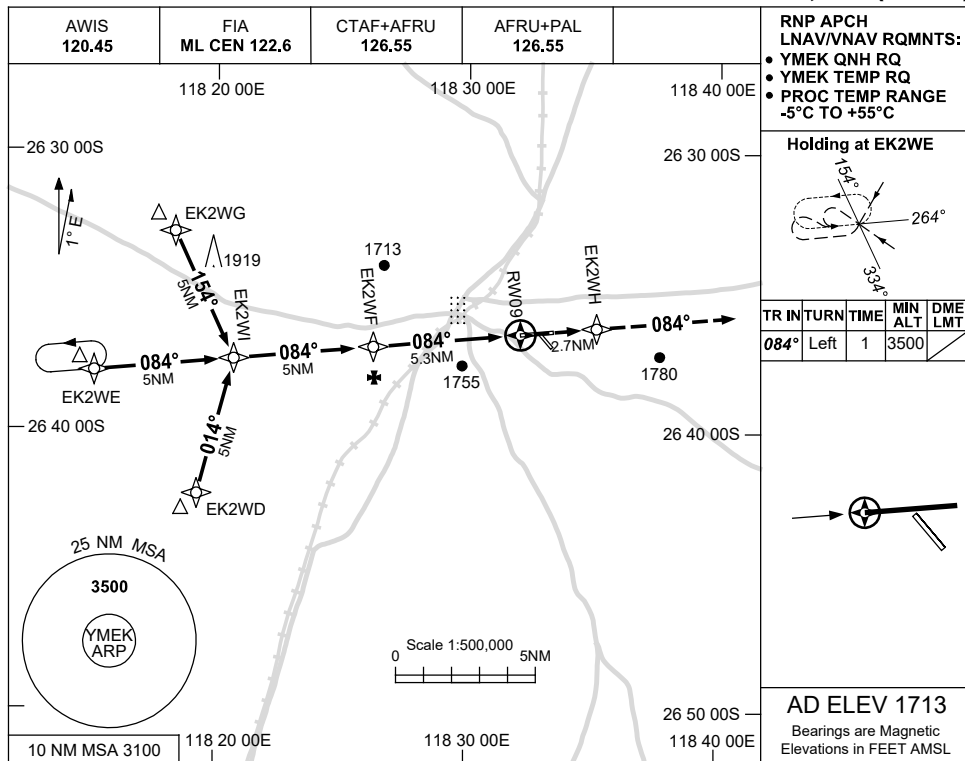 AWIS
120.45
FIA
ML CEN 122.6
CTAF+AFRU
126.55
AFRU+PAL
126.55
RNP APCH
LNAV/VNAV RQMNTS:
• YMEK QNH RQ
• YMEK TEMP RQ
• PROC TEMP RANGE
-5°C TO +55°C
118 20 00E
118 30 00E
118 40 00E
26 30 00S
26 30 00S
Holding at EK2WE
154°
264°
334°
TR IN TURN TIME MIN ALT DME LMT
084° Left 1 3500
1° E
EK2WG
1919
154°
5NM
EK2WI
EK2WF
1713
RW09
EK2WH
084°
5NM
084°
5NM
084°
5.3NM
2.7NM
084°
EK2WE
1755
1780
26 40 00S
26 40 00S
014°
5NM
EK2WD
25 NM MSA
3500
YMEK
ARP
Scale 1:500,000
0 5NM
26 50 00S
10 NM MSA 3100
118 20 00E
118 30 00E
118 40 00E
AD ELEV 1713
Bearings are Magnetic
Elevations in FEET AMSL